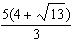 5(4 + √13)
3